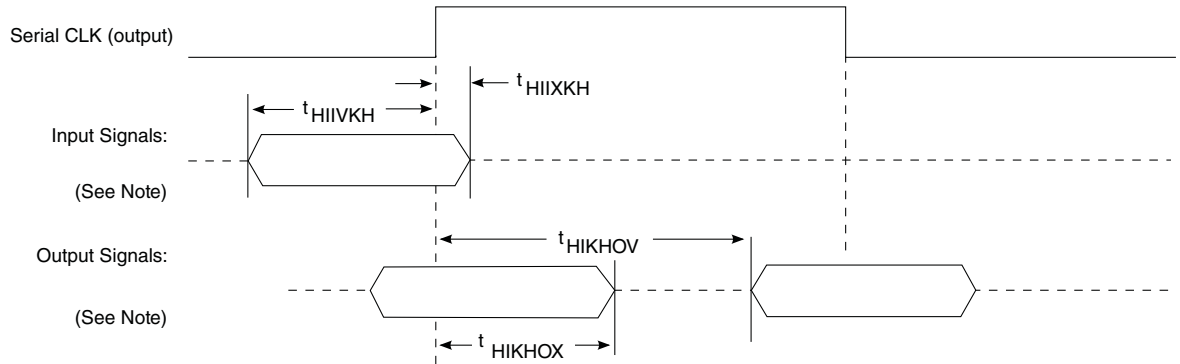 Serial CLK (output)
t HIIXKH
t HIIVKH
Input Signals:
(See Note)
t HIKHOV
Output Signals:
(See Note)
t HIKHOX